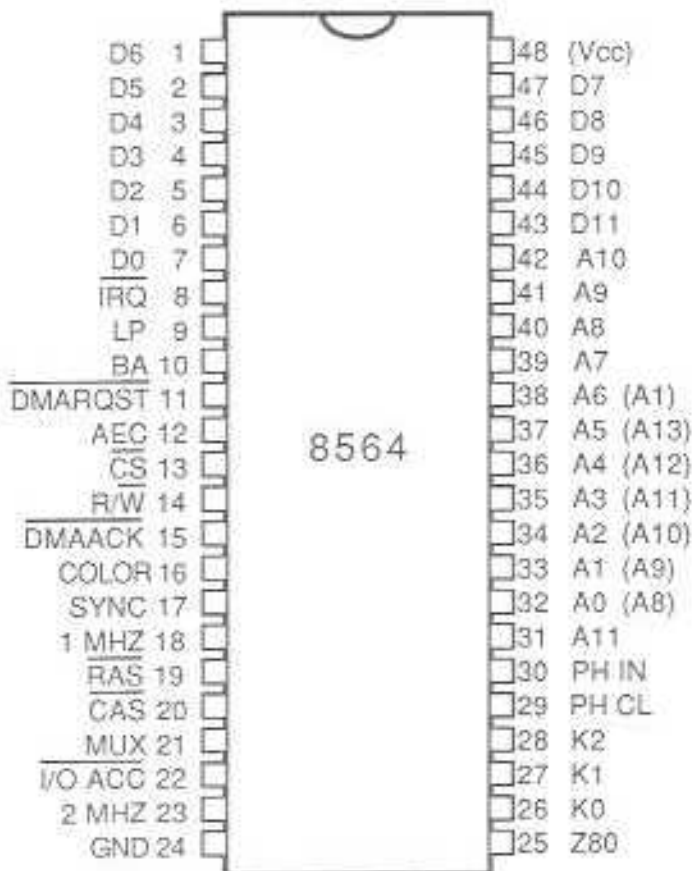 D6 1
D5 2
D4 3
D3 4
D2 5
D1 6
D0 7
IRQ 8
LP 9
BA 10
DMARQST 11
AEC 12
CS 13
R/W 14
DMAACK 15
COLOR 16
SYNC 17
1 MHZ 18
RAS 19
CAS 20
MUX 21
I/O ACC 22
2 MHZ 23
GND 24
8564
48 (Vcc)
47 D7
46 D8
45 D9
44 D10
43 D11
42 A10
41 A9
40 A8
39 A7
38 A6 (A1)
37 A5 (A13)
36 A4 (A12)
35 A3 (A11)
34 A2 (A10)
33 A1 (A9)
32 A0 (A8)
31 A11
30 PH IN
29 PH CL
28 K2
27 K1
26 K0
25 Z80